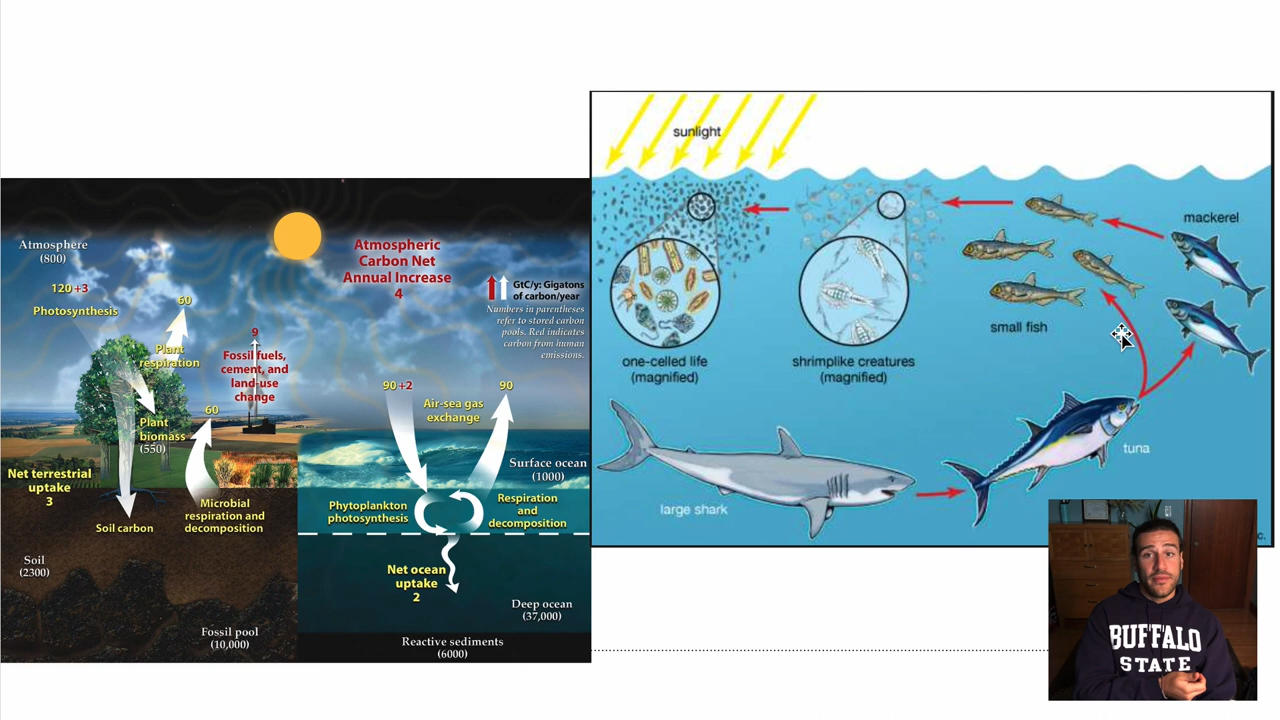 Atmosphere
(800)
120 +3
Photosynthesis
60
Plant
respiration
Plant
biomass
(550)
Net terrestrial
uptake
3
Soil carbon
60
Microbial
respiration and
decomposition
9
Fossil fuels,
cement, and
land-use
change
Soil
(2300)
Fossil pool
(10,000)
Atmospheric
Carbon Net
Annual Increase
4
GtC/y: Gigatons
of carbon/year
Numbers in parentheses
refer to stored carbon
pools. Red indicates
carbon from human
emissions.
90 +2
90
Air-sea gas
exchange
Surface ocean
(1000)
Phytoplankton
photosynthesis
Respiration
and
decomposition
Net ocean
uptake
2
Deep ocean
(37,000)
Reactive sediments
(6000)
sunlight
one-celled life
(magnified)
shrimplike creatures
(magnified)
small fish
mackerel
tuna
large shark
c.
BUFFALO
STATE